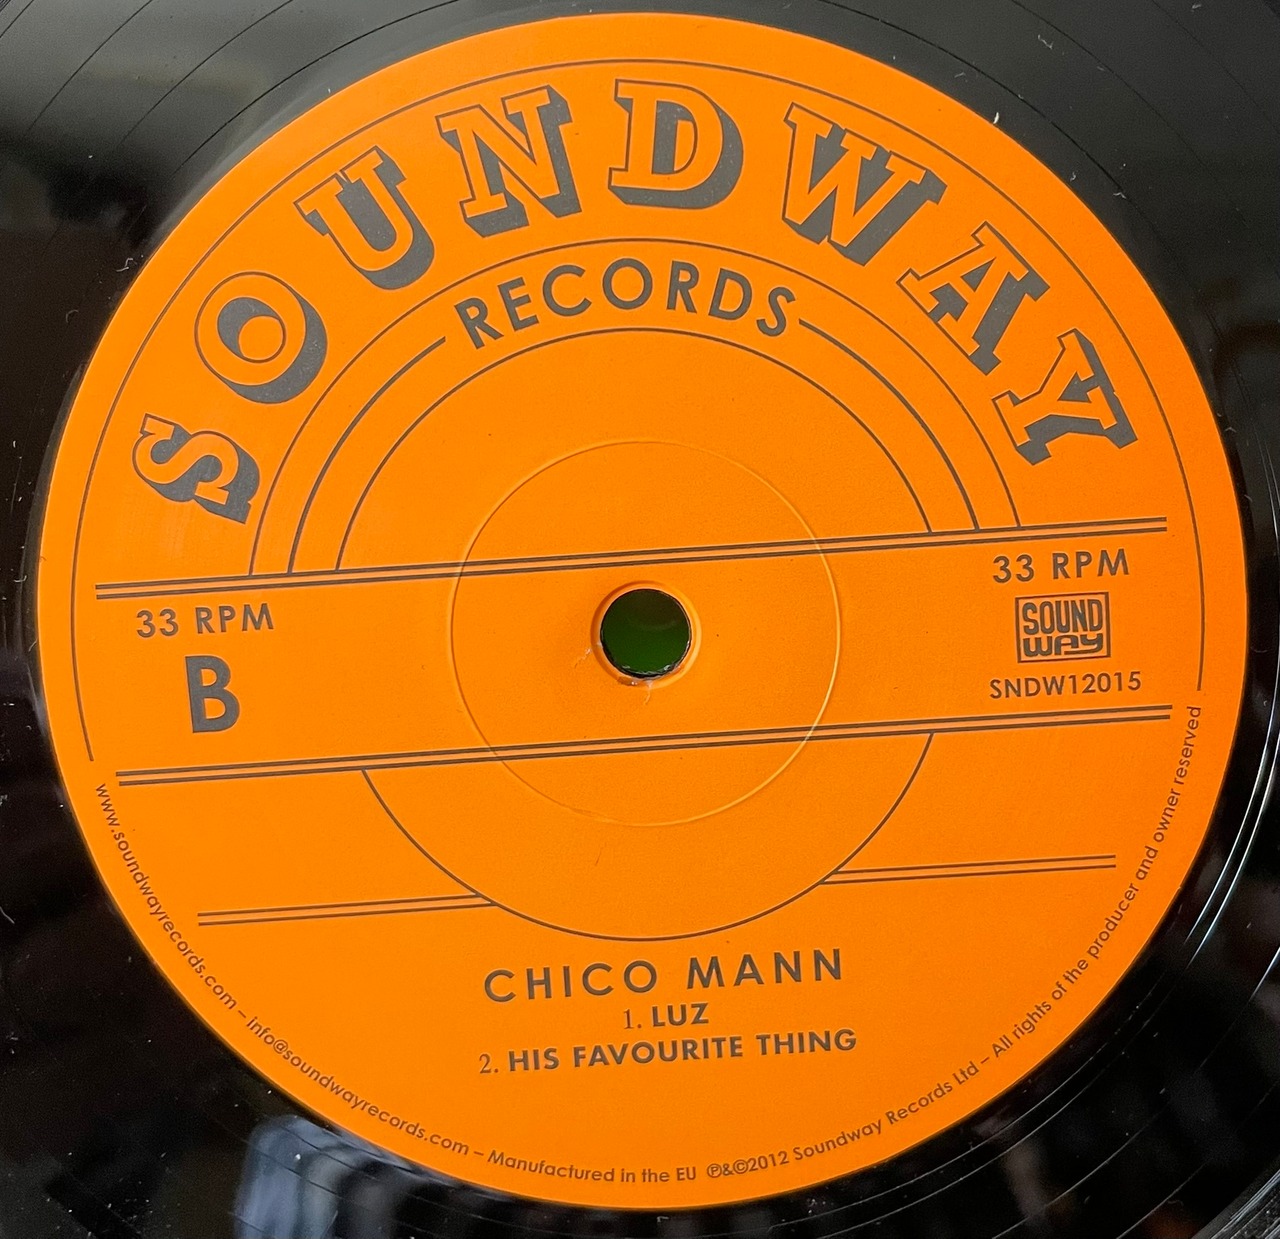 SOUNDWAY
RECORDS
33 RPM
B
33 RPM
SOUND
WAY
SNDW12015
CHICO MANN
1. LUZ
2. HIS FAVOURITE THING
www.soundwayrecords.com – info@soundwayrecords.com – Manufactured in the EU ℗&©2012 Soundway Records Ltd – All rights of the producer and owner reserved